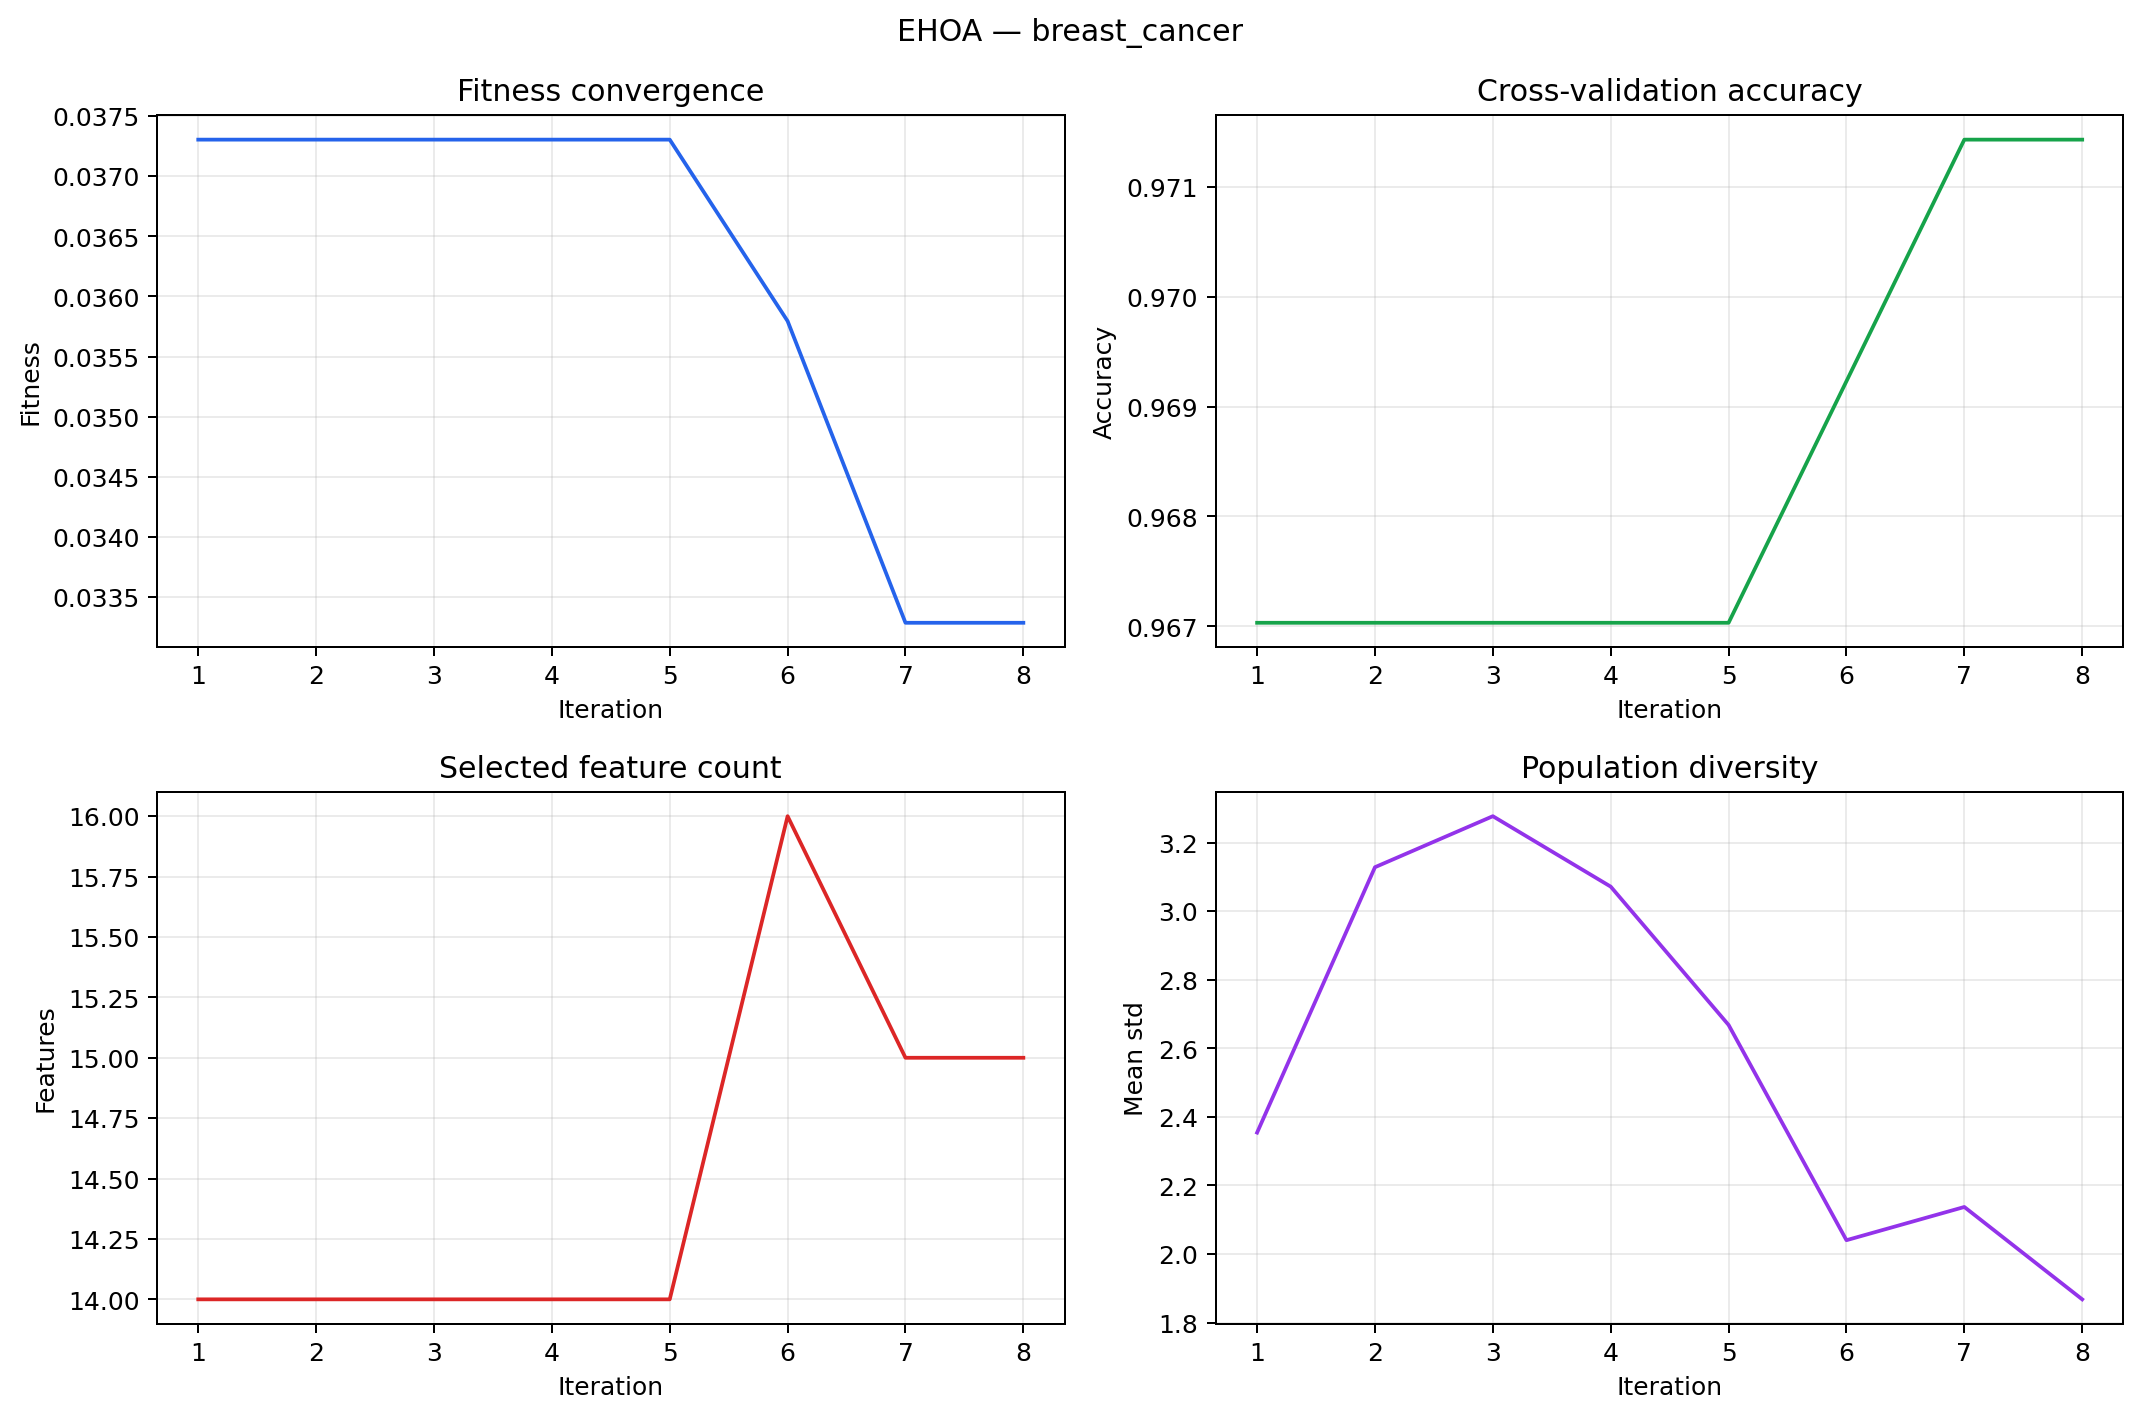 EHOA — breast_cancer
Fitness convergence
0.0375
0.0370
0.0365
0.0360
0.0355
0.0350
0.0345
0.0340
0.0335
Fitness
1 2 3 4 5 6 7 8
Iteration
Cross-validation accuracy
0.971
0.970
0.969
0.968
0.967
Accuracy
1 2 3 4 5 6 7 8
Iteration
Selected feature count
16.00
15.75
15.50
15.25
15.00
14.75
14.50
14.25
14.00
Features
1 2 3 4 5 6 7 8
Iteration
Population diversity
3.2
3.0
2.8
2.6
2.4
2.2
2.0
1.8
Mean std
1 2 3 4 5 6 7 8
Iteration